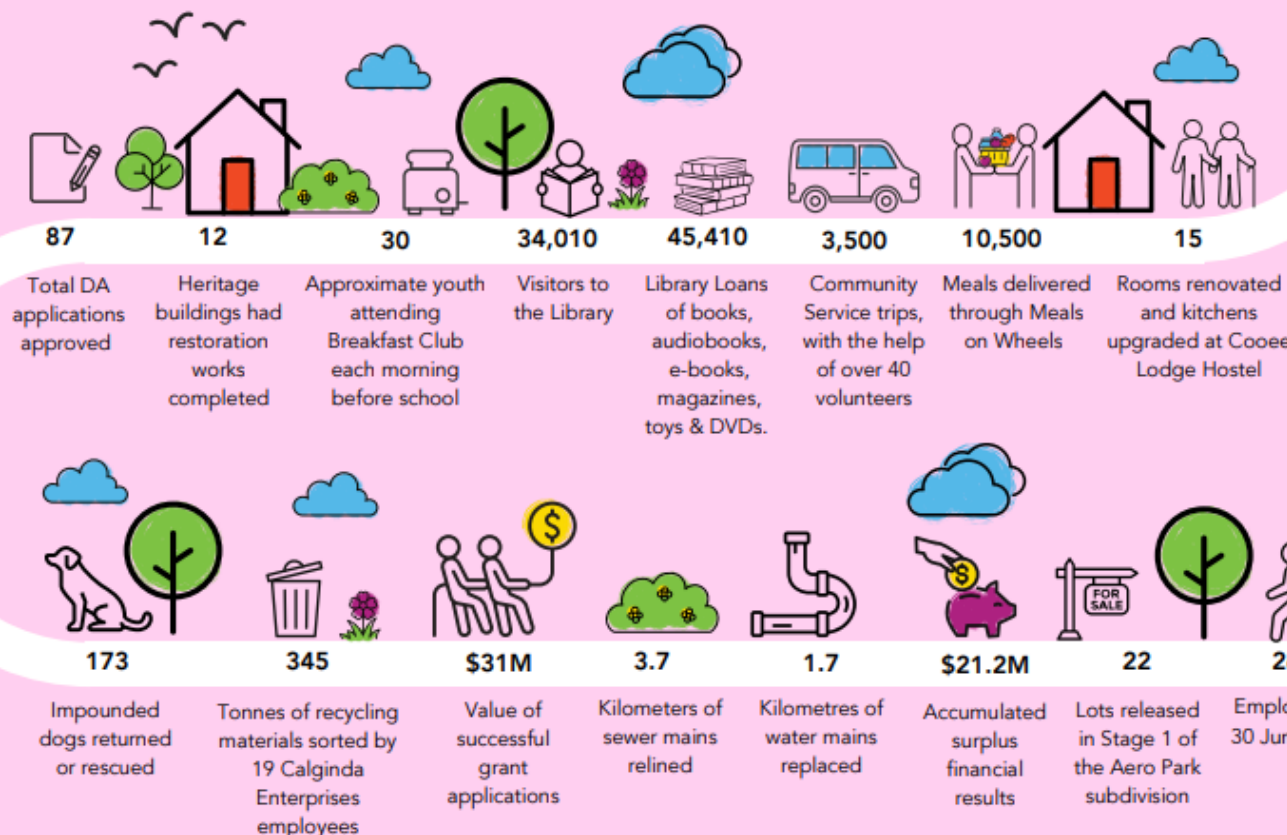 87
Total DA
applications
approved
12
Heritage
buildings had
restoration
works
completed
30
Approximate youth
attending
Breakfast Club
each morning
before school
34,010
Visitors to
the Library
45,410
Library Loans
of books,
audiobooks,
e-books,
magazines,
toys & DVDs.
3,500
Community
Service trips,
with the help
of over 40
volunteers
10,500
Meals delivered
through Meals
on Wheels
15
Rooms renovated
and kitchens
upgraded at Cooee
Lodge Hostel
$
$
FOR
SALE
173
Impounded
dogs returned
or rescued
345
Tonnes of recycling
materials sorted by
19 Calginda
Enterprises
employees
$31M
Value of
successful
grant
applications
3.7
Kilometers of
sewer mains
relined
1.7
Kilometres of
water mains
replaced
$21.2M
Accumulated
surplus
financial
results
22
Lots released
in Stage 1 of
the Aero Park
subdivision
30